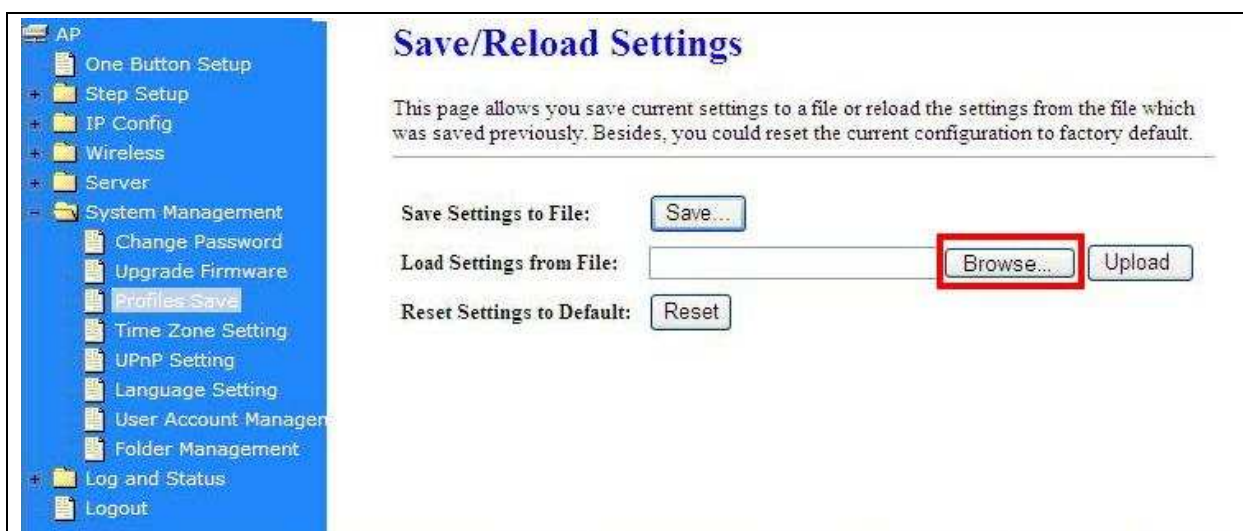 AP
One Button Setup
Step Setup
IP Config
Wireless
Server
System Management
Change Password
Upgrade Firmware
Profiles Save
Time Zone Setting
UPnP Setting
Language Setting
User Account Managen
Folder Management
Log and Status
Logout
Save/Reload Settings
This page allows you save current settings to a file or reload the settings from the file which
was saved previously. Besides, you could reset the current configuration to factory default.
Save Settings to File: Save...
Load Settings from File: Browse... Upload
Reset Settings to Default: Reset